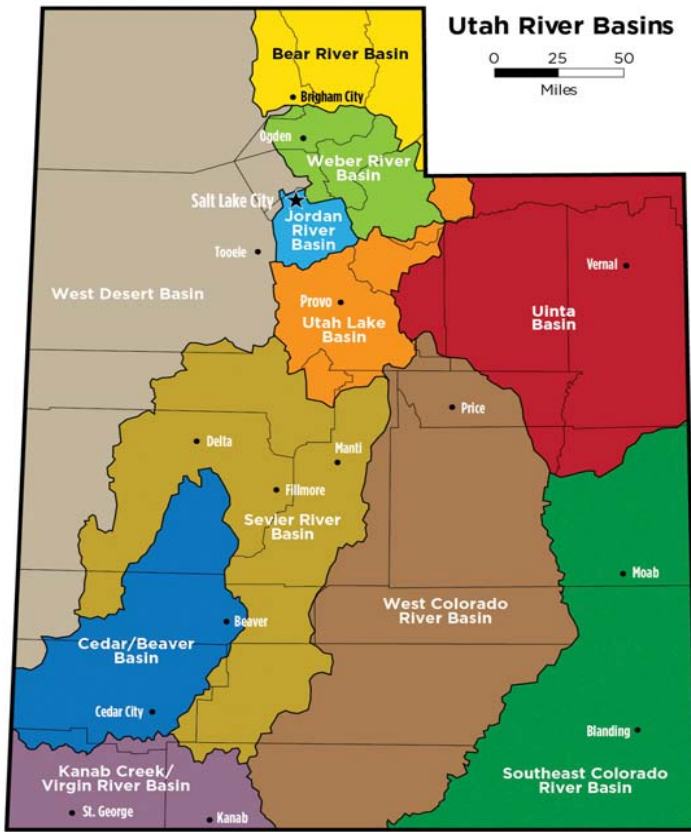 Utah River Basins
0 25 50
Miles
Bear River Basin
Brigham City
Ogden
Weber River
Basin
Salt Lake City
Jordan
River
Basin
Tooele
Vernal
West Desert Basin
Provo
Utah Lake
Basin
Uinta
Basin
Price
Delta
Manti
Fillmore
Sevier River
Basin
Moab
West Colorado
River Basin
Beaver
Cedar/Beaver
Basin
Cedar City
Blanding
Kanab Creek/
Virgin River Basin
Southeast Colorado
River Basin
St. George
Kanab